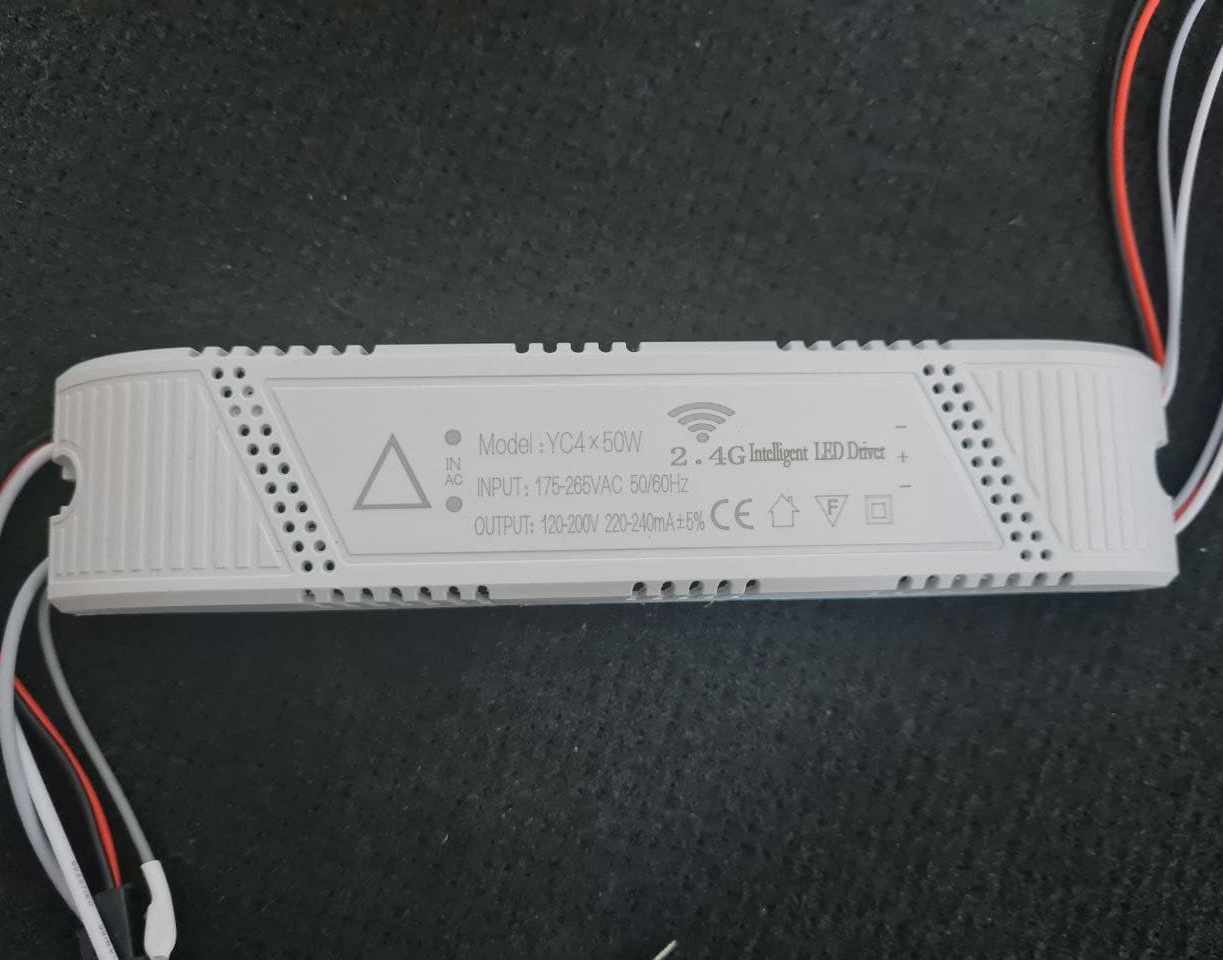 IN
AC
Model : YC4×50W
INPUT: 175-265VAC 50/60Hz
OUTPUT: 120-200V 220-240mA±5%
2.4G Intelligent LED Driver
CE
F
−
+
−